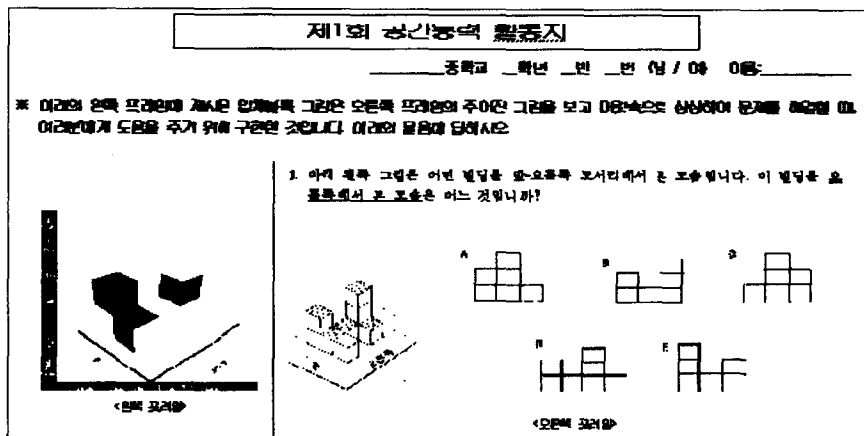 제1회 공간능력 활동지
중학교 _학년 _반 _번 (남 / 여) 이름:
※ 아래의 왼쪽 프레임에 제시된 입체블록 그림은 오른쪽 프레임의 주어진 그림을 보고 마음속으로 상상하여 문제를 해결할 때,
여러분에게 도움을 주기 위해 구현한 것입니다. 아래의 물음에 답하시오
1. 아래 왼쪽 그림은 어떤 빌딩을 앞-오른쪽 모서리에서 본 모습입니다. 이 빌딩을 오
른쪽에서 본 모습은 어느 것입니까?
A
B
E
<왼쪽 프레임>
<오른쪽 프레임>